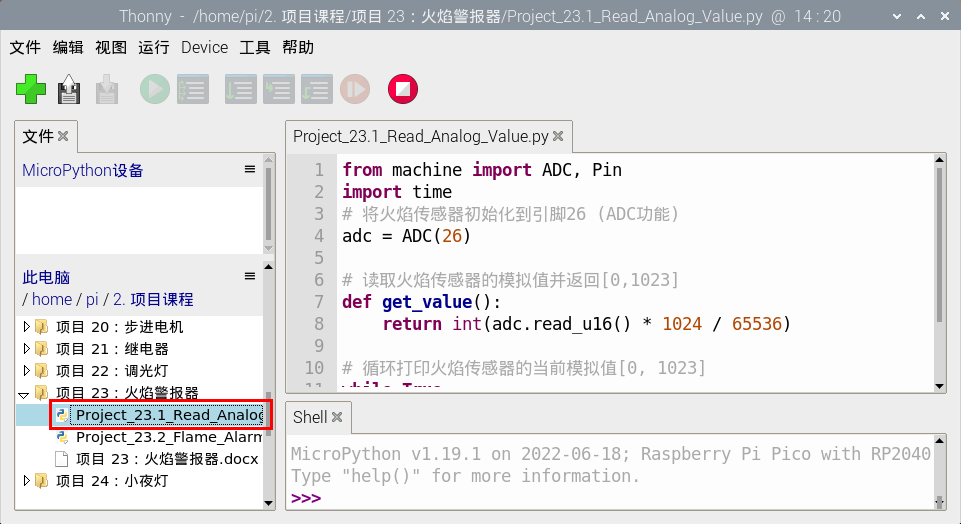 Thonny - /home/pi/2. 项目课程/项目 23：火焰警报器/Project_23.1_Read_Analog_Value.py @ 14 : 20
文件 编辑 视图 运行 Device 工具 帮助
文件
MicroPython设备
此电脑
/ home / pi / 2. 项目课程
项目 20：步进电机
项目 21：继电器
项目 22：调光灯
项目 23：火焰警报器
Project_23.1_Read_Analog
Project_23.2_Flame_Alarm
项目 23：火焰警报器.docx
项目 24：小夜灯
Project_23.1_Read_Analog_Value.py
1 from machine import ADC, Pin
2 import time
3 # 将火焰传感器初始化到引脚26 (ADC功能)
4 adc = ADC(26)
5
6 # 读取火焰传感器的模拟值并返回[0,1023]
7 def get_value():
8 return int(adc.read_u16() * 1024 / 65536)
9
10 # 循环打印火焰传感器的当前模拟值[0, 1023]
11 while True
Shell
MicroPython v1.19.1 on 2022-06-18; Raspberry Pi Pico with RP2040
Type "help()" for more information.
>>>